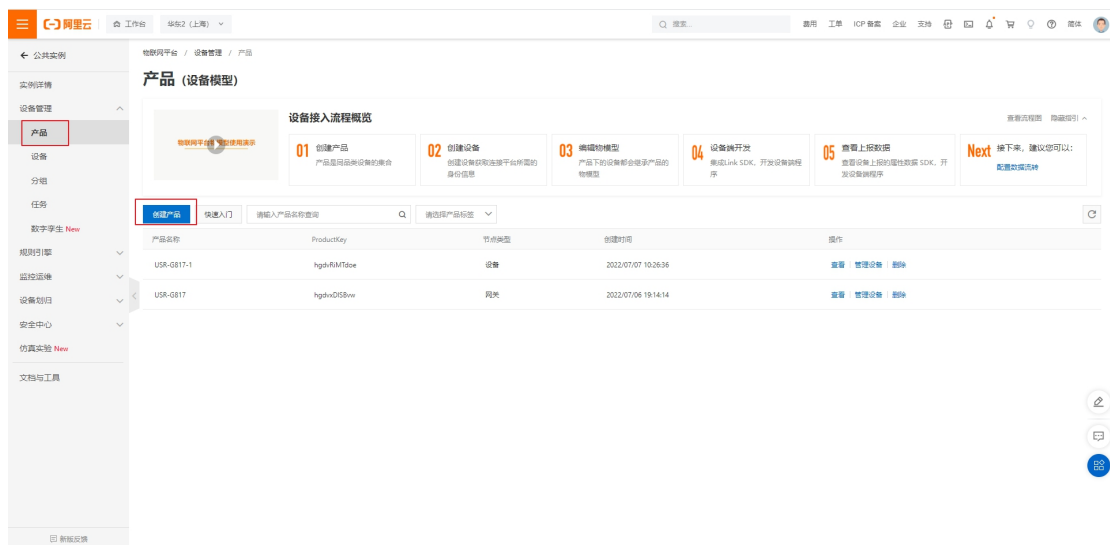 阿里云 工作台 华东2（上海） 搜索... 费用 工单 ICP 备案 企业 支持 简体
公共实例
物联网平台 / 设备管理 / 产品
产品（设备模型）
实例详情
设备管理
产品
设备
分组
任务
数字孪生 New
规则引擎
监控运维
设备划归
安全中心
仿真实验 New
文档与工具
新版反馈
设备接入流程概览
查看流程图 隐藏指引
01 创建产品
产品是同品类设备的集合
02 创建设备
创建设备获取连接平台所需的
身份信息
03 编辑物模型
产品下的设备都会继承产品的
物模型
04 设备端开发
集成Link SDK，开发设备端程
序
05 查看上报数据
查看设备上报的属性数据 SDK，开
发设备端程序
Next 接下来，建议您可以：
配置数据流转
创建产品 快速入门 请输入产品名称查询 请选择产品标签
产品名称 ProductKey 节点类型 创建时间 操作
USR-G817-1 hgdvRiMTdoe 设备 2022/07/07 10:26:36 查看 管理设备 删除
USR-G817 hgdvxDISBvw 网关 2022/07/06 19:14:14 查看 管理设备 删除